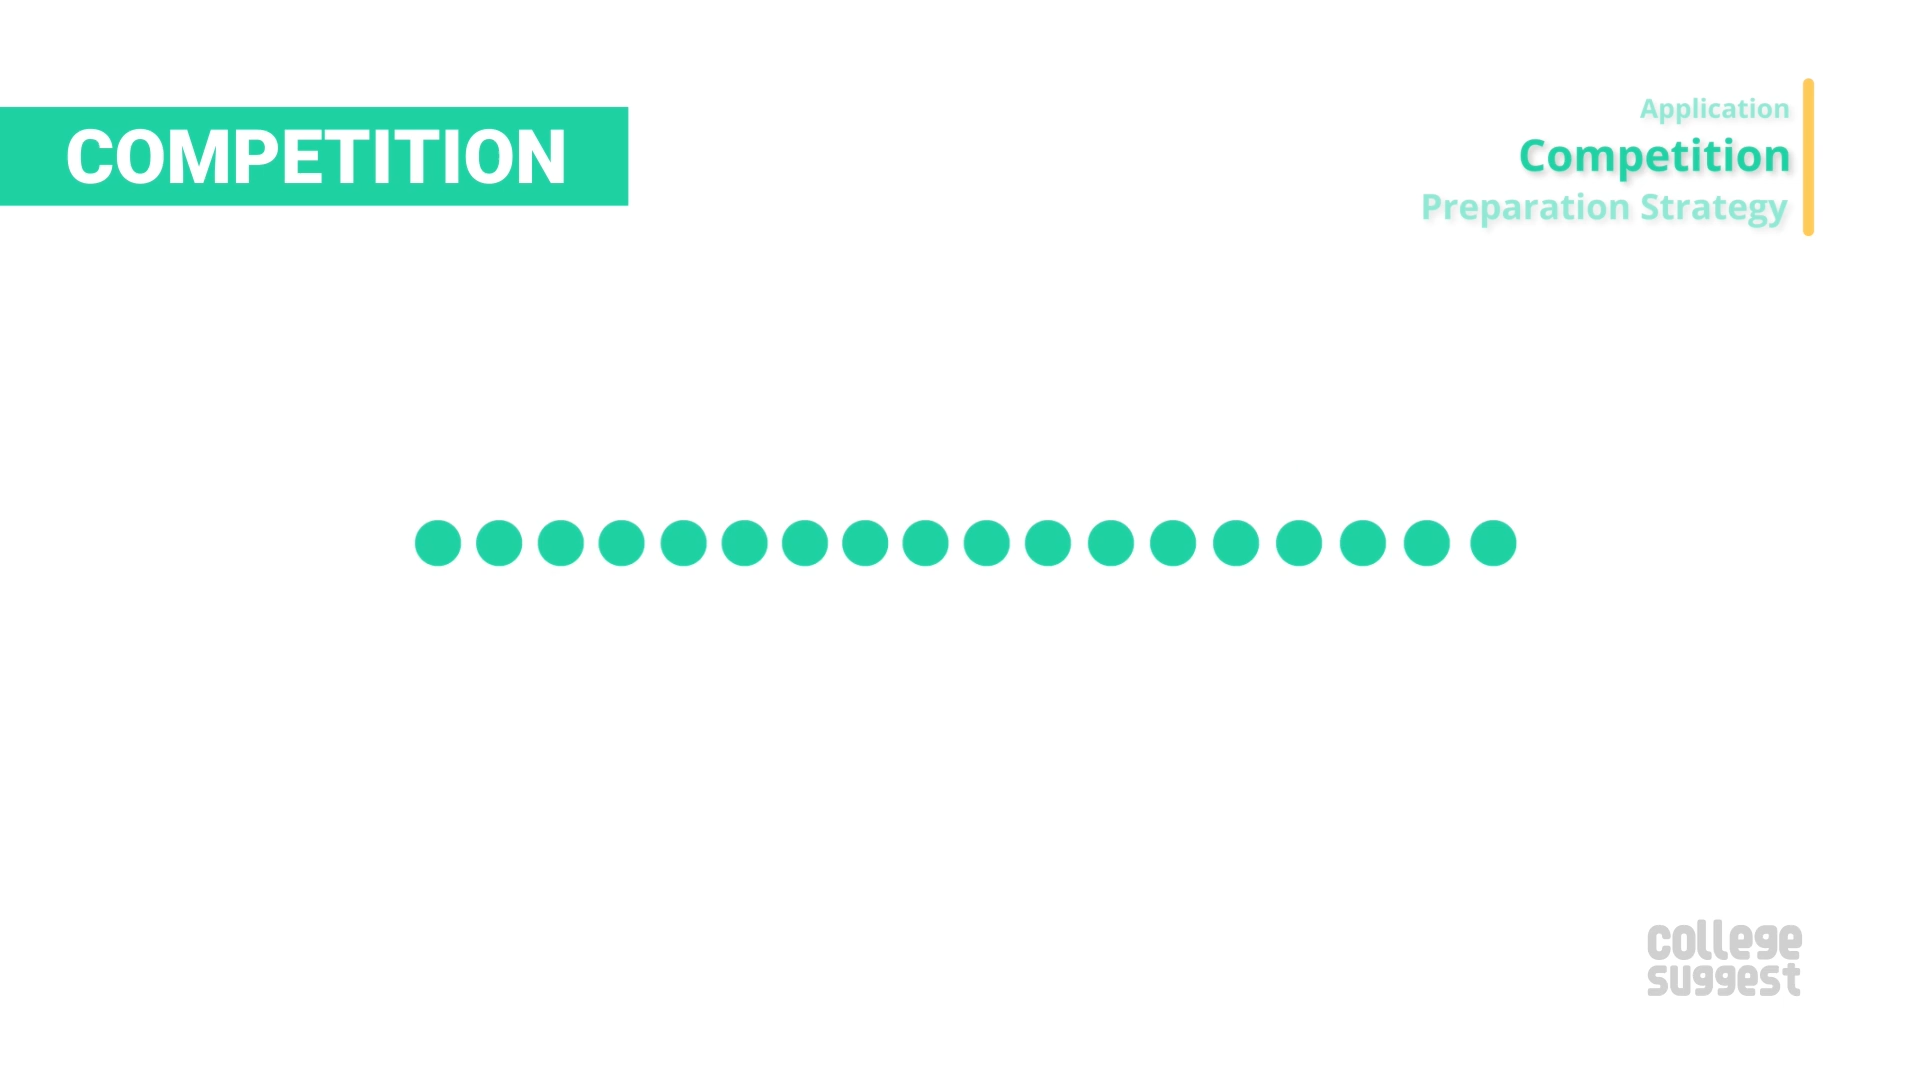 COMPETITION
Application
Competition
Preparation Strategy
college
suggest